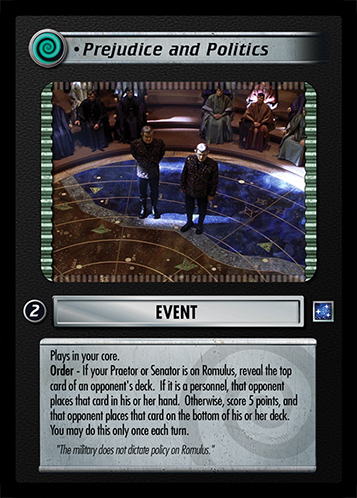 • Prejudice and Politics
2
EVENT
Plays in your core.
Order - If your Praetor or Senator is on Romulus, reveal the top
card of an opponent's deck. If it is a personnel, that opponent
places that card in his or her hand. Otherwise, score 5 points, and
that opponent places that card on the bottom of his or her deck.
You may do this only once each turn.
"The military does not dictate policy on Romulus."